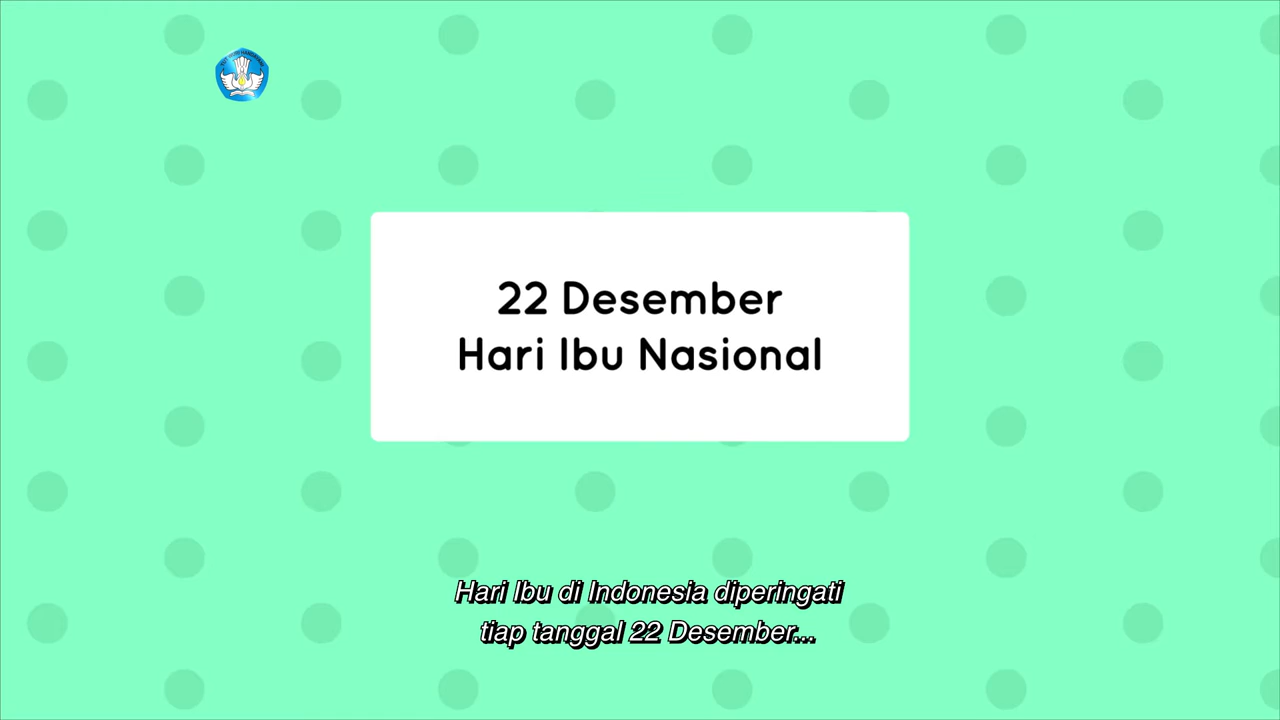 22 Desember
Hari Ibu Nasional
Hari Ibu di Indonesia diperingati
tiap tanggal 22 Desember...